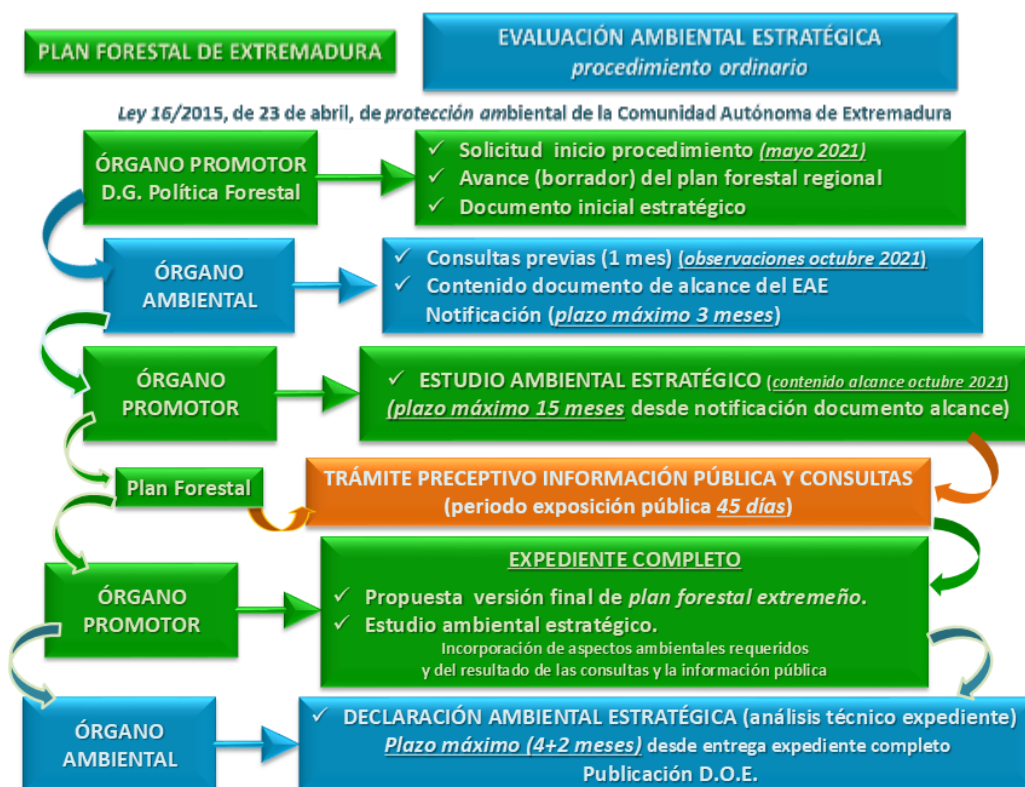 PLAN FORESTAL DE EXTREMADURA
EVALUACIÓN AMBIENTAL ESTRATÉGICA
procedimiento ordinario
Ley 16/2015, de 23 de abril, de protección ambiental de la Comunidad Autónoma de Extremadura
ÓRGANO PROMOTOR
D.G. Política Forestal
✓ Solicitud inicio procedimiento (mayo 2021)
✓ Avance (borrador) del plan forestal regional
✓ Documento inicial estratégico
ÓRGANO
AMBIENTAL
✓ Consultas previas (1 mes) (observaciones octubre 2021)
✓ Contenido documento de alcance del EAE
Notificación (plazo máximo 3 meses)
ÓRGANO
PROMOTOR
✓ ESTUDIO AMBIENTAL ESTRATÉGICO (contenido alcance octubre 2021)
(plazo máximo 15 meses desde notificación documento alcance)
Plan Forestal
TRÁMITE PRECEPTIVO INFORMACIÓN PÚBLICA Y CONSULTAS
(periodo exposición pública 45 días)
ÓRGANO
PROMOTOR
EXPEDIENTE COMPLETO
✓ Propuesta versión final de plan forestal extremeño.
✓ Estudio ambiental estratégico.
Incorporación de aspectos ambientales requeridos
y del resultado de las consultas y la información pública
ÓRGANO
AMBIENTAL
✓ DECLARACIÓN AMBIENTAL ESTRATÉGICA (análisis técnico expediente)
Plazo máximo (4+2 meses) desde entrega expediente completo
Publicación D.O.E.